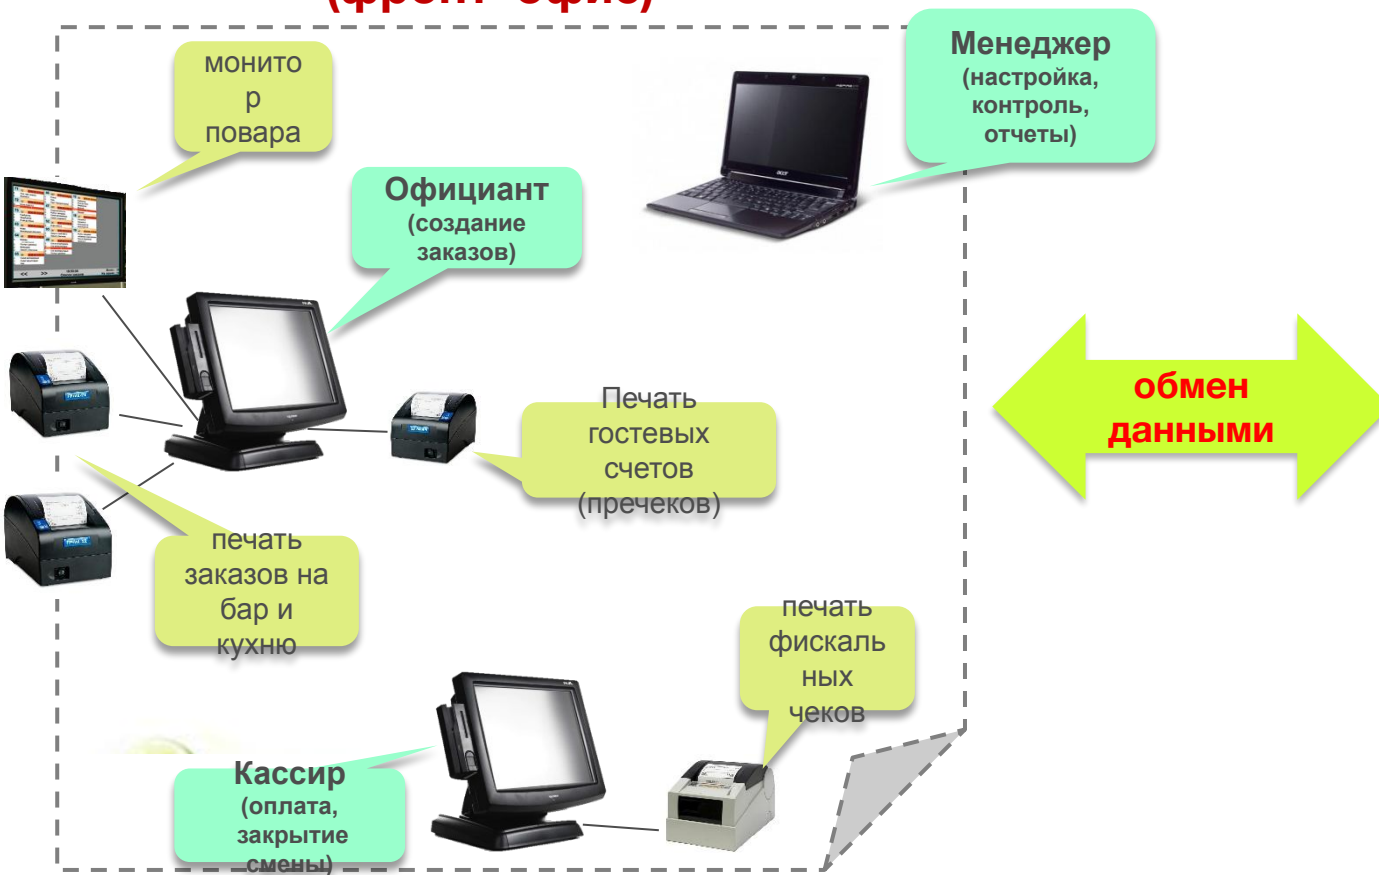 (фронт-офис)
монито
р
повара
Менеджер
(настройка,
контроль,
отчеты)
Официант
(создание
заказов)
Печать
гостевых
счетов
(пречеков)
обмен
данными
печать
заказов на
бар и
кухню
печать
фискаль
ных
чеков
Кассир
(оплата,
закрытие
смены)
acer